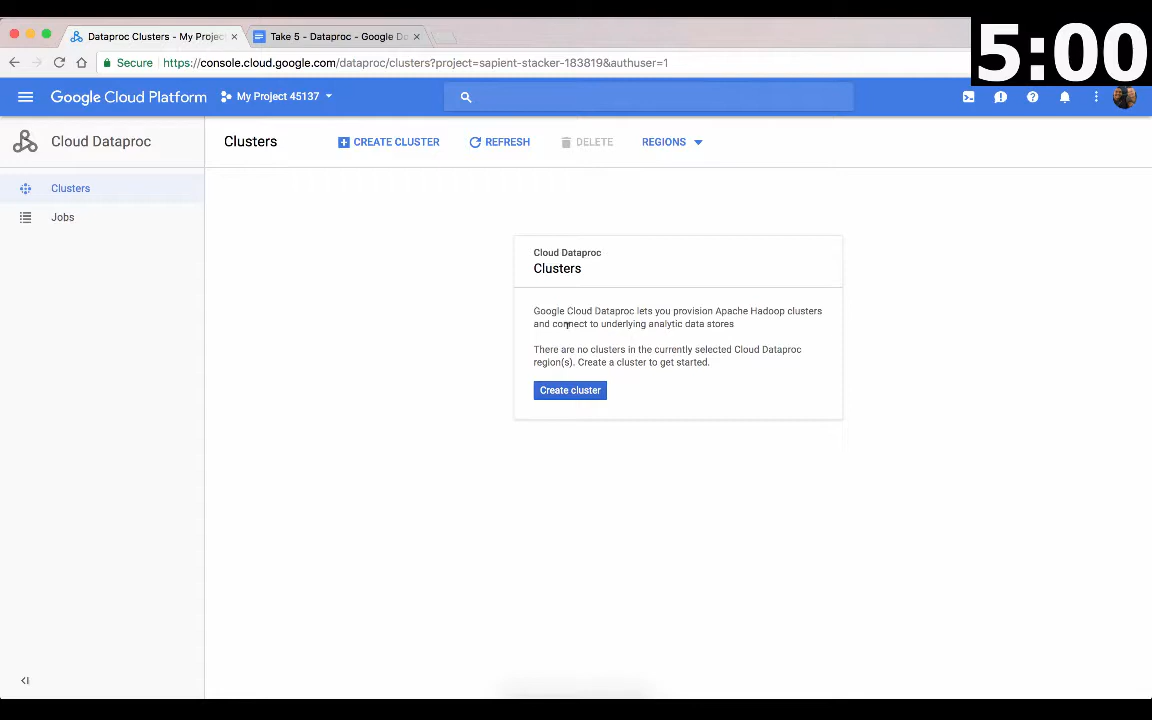 5:00
Dataproc Clusters - My Projec
Take 5 - Dataproc - Google Do
Secure https://console.cloud.google.com/dataproc/clusters?project=sapient-stacker-183819&authuser=1
Google Cloud Platform My Project 45137
Cloud Dataproc
Clusters CREATE CLUSTER REFRESH DELETE REGIONS
Clusters
Jobs
Cloud Dataproc
Clusters
Google Cloud Dataproc lets you provision Apache Hadoop clusters
and connect to underlying analytic data stores
There are no clusters in the currently selected Cloud Dataproc
region(s). Create a cluster to get started.
Create cluster